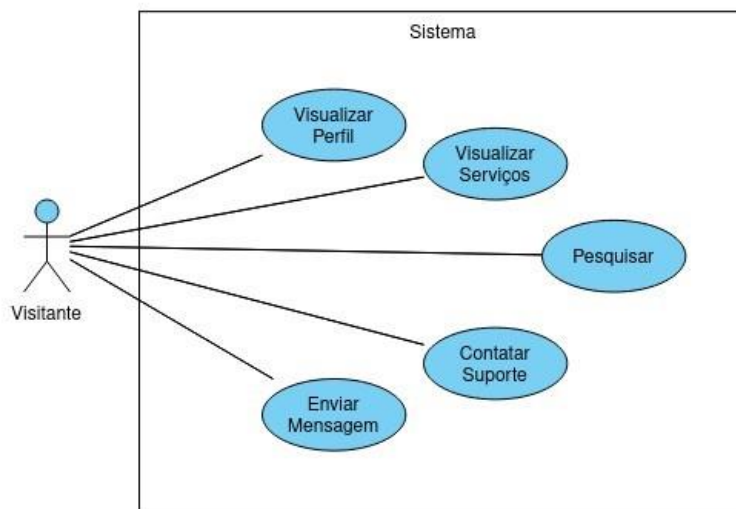 Sistema
Visualizar
Perfil
Visualizar
Serviços
Pesquisar
Visitante
Contatar
Suporte
Enviar
Mensagem